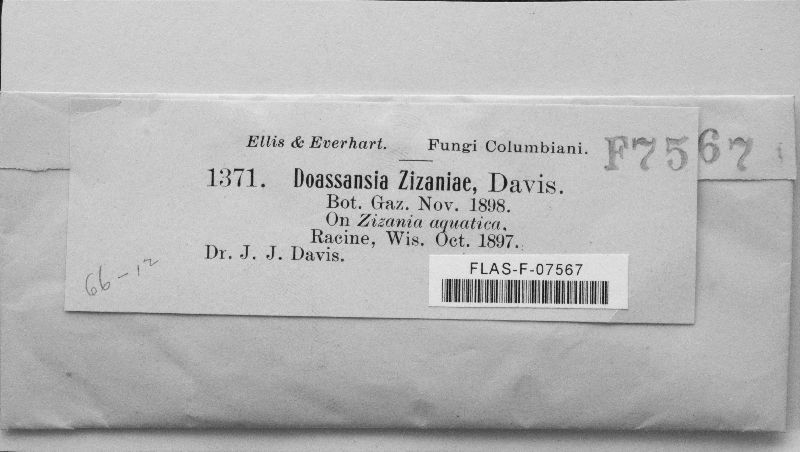 Ellis & Everhart. Fungi Columbiani.
F7567
1371. Doassansia Zizaniae, Davis.
Bot. Gaz. Nov. 1898.
On Zizania aquatica.
Racine, Wis. Oct. 1897.
Dr. J. J. Davis.
FLAS-F-07567
66-12